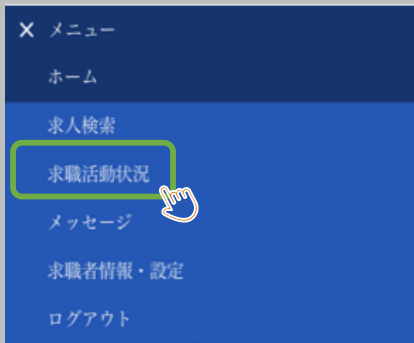 × メニュー
ホーム
求人検索
求職活動状況
メッセージ
求職者情報・設定
ログアウト